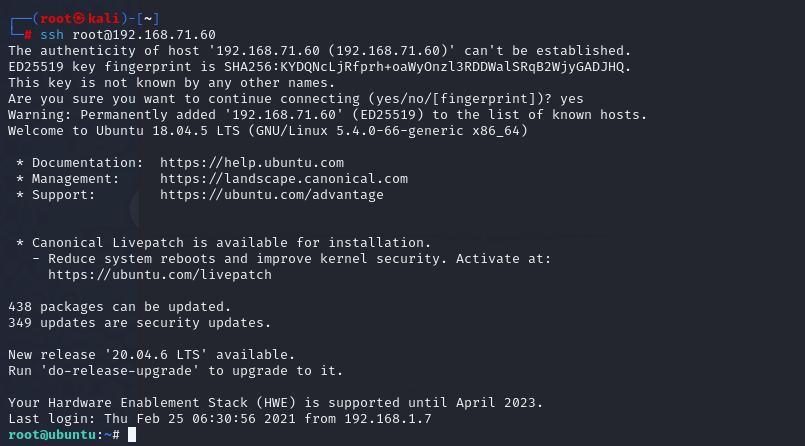 ┌──(root㉿kali)-[~]
└─# ssh root@192.168.71.60
The authenticity of host '192.168.71.60 (192.168.71.60)' can't be established.
ED25519 key fingerprint is SHA256:KYDQNcLjRfprh+oaWyOnzl3RDDWalSRqB2WjyGADJHQ.
This key is not known by any other names.
Are you sure you want to continue connecting (yes/no/[fingerprint])? yes
Warning: Permanently added '192.168.71.60' (ED25519) to the list of known hosts.
Welcome to Ubuntu 18.04.5 LTS (GNU/Linux 5.4.0-66-generic x86_64)

 * Documentation:  https://help.ubuntu.com
 * Management:     https://landscape.canonical.com
 * Support:        https://ubuntu.com/advantage

 * Canonical Livepatch is available for installation.
   - Reduce system reboots and improve kernel security. Activate at:
     https://ubuntu.com/livepatch

438 packages can be updated.
349 updates are security updates.

New release '20.04.6 LTS' available.
Run 'do-release-upgrade' to upgrade to it.

Your Hardware Enablement Stack (HWE) is supported until April 2023.
Last login: Thu Feb 25 06:30:56 2021 from 192.168.1.7
root@ubuntu:~#